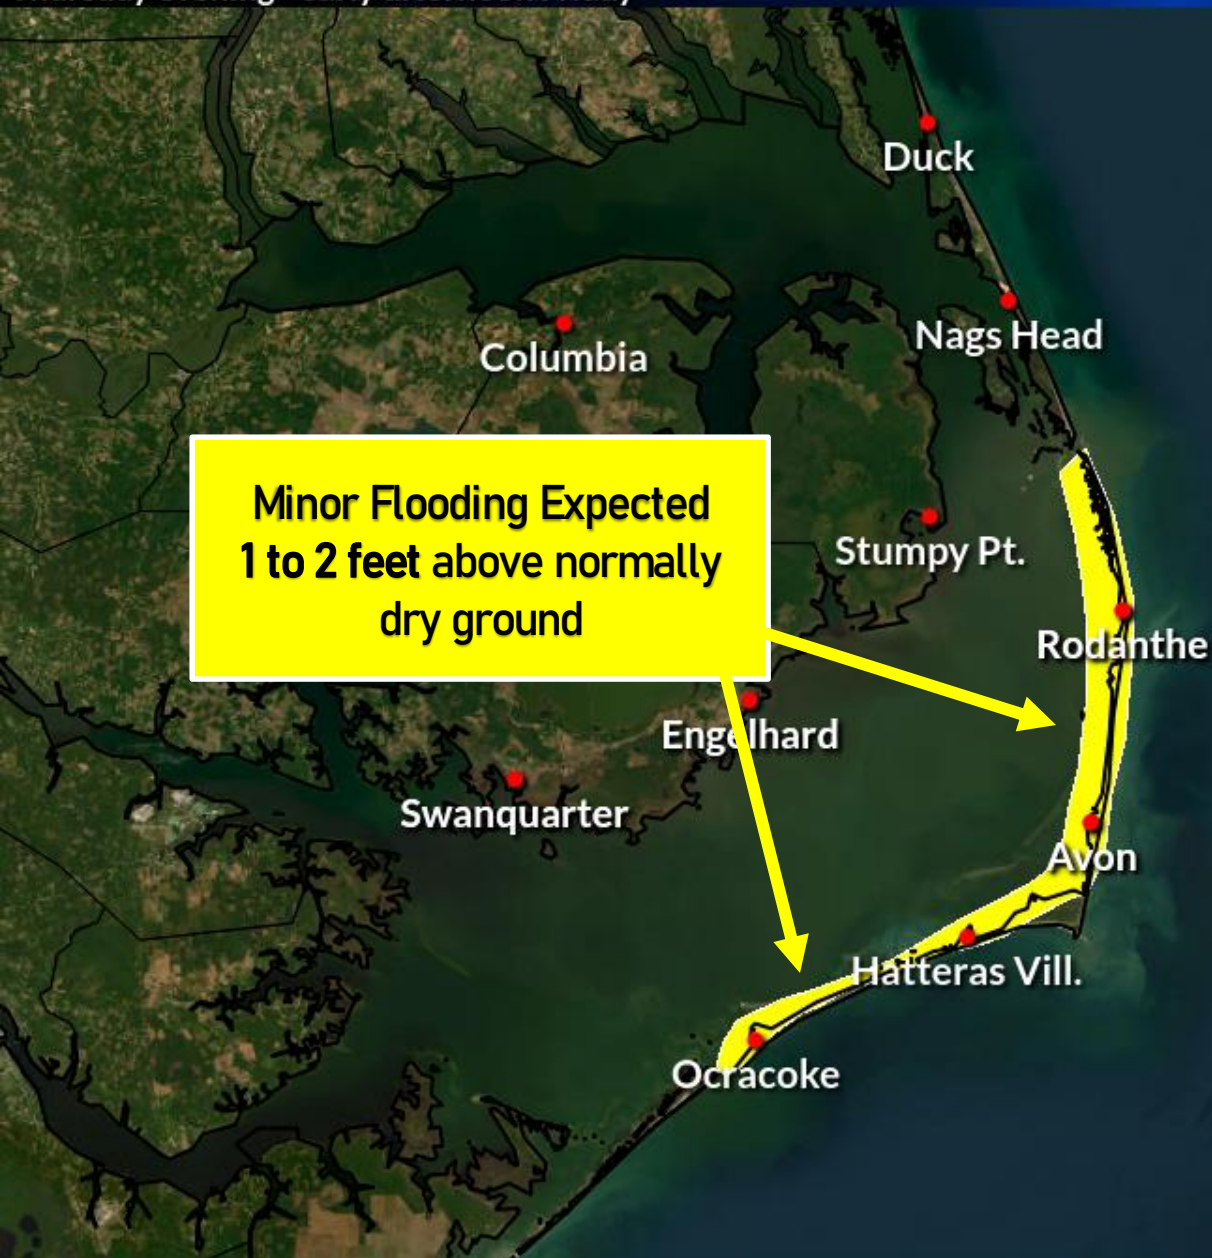 Duck
Nags Head
Columbia
Minor Flooding Expected
1 to 2 feet above normally
dry ground
Stumpy Pt.
Rodanthe
Engelhard
Swanquarter
Avon
Hatteras Vill.
Ocracoke